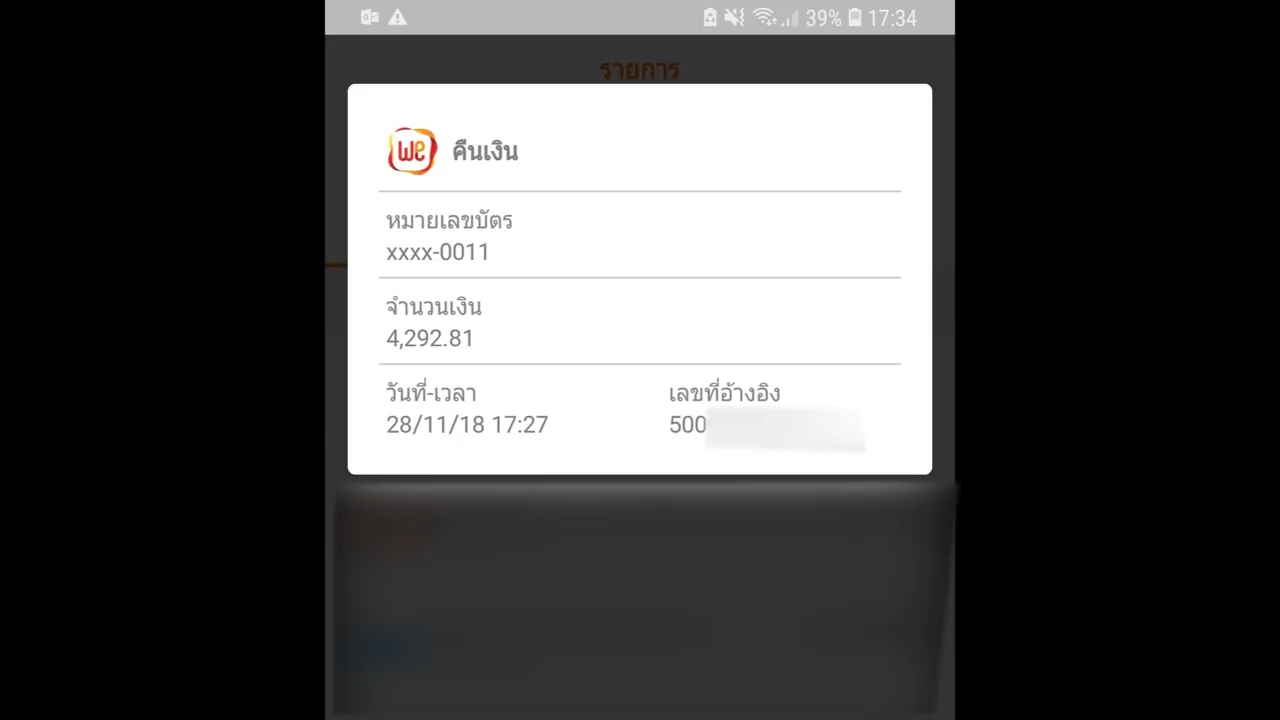 39% 17:34
รายการ
we คืนเงิน
หมายเลขบัตร
xxxx-0011
จำนวนเงิน
4,292.81
วันที่-เวลา เลขที่อ้างอิง
28/11/18 17:27 500